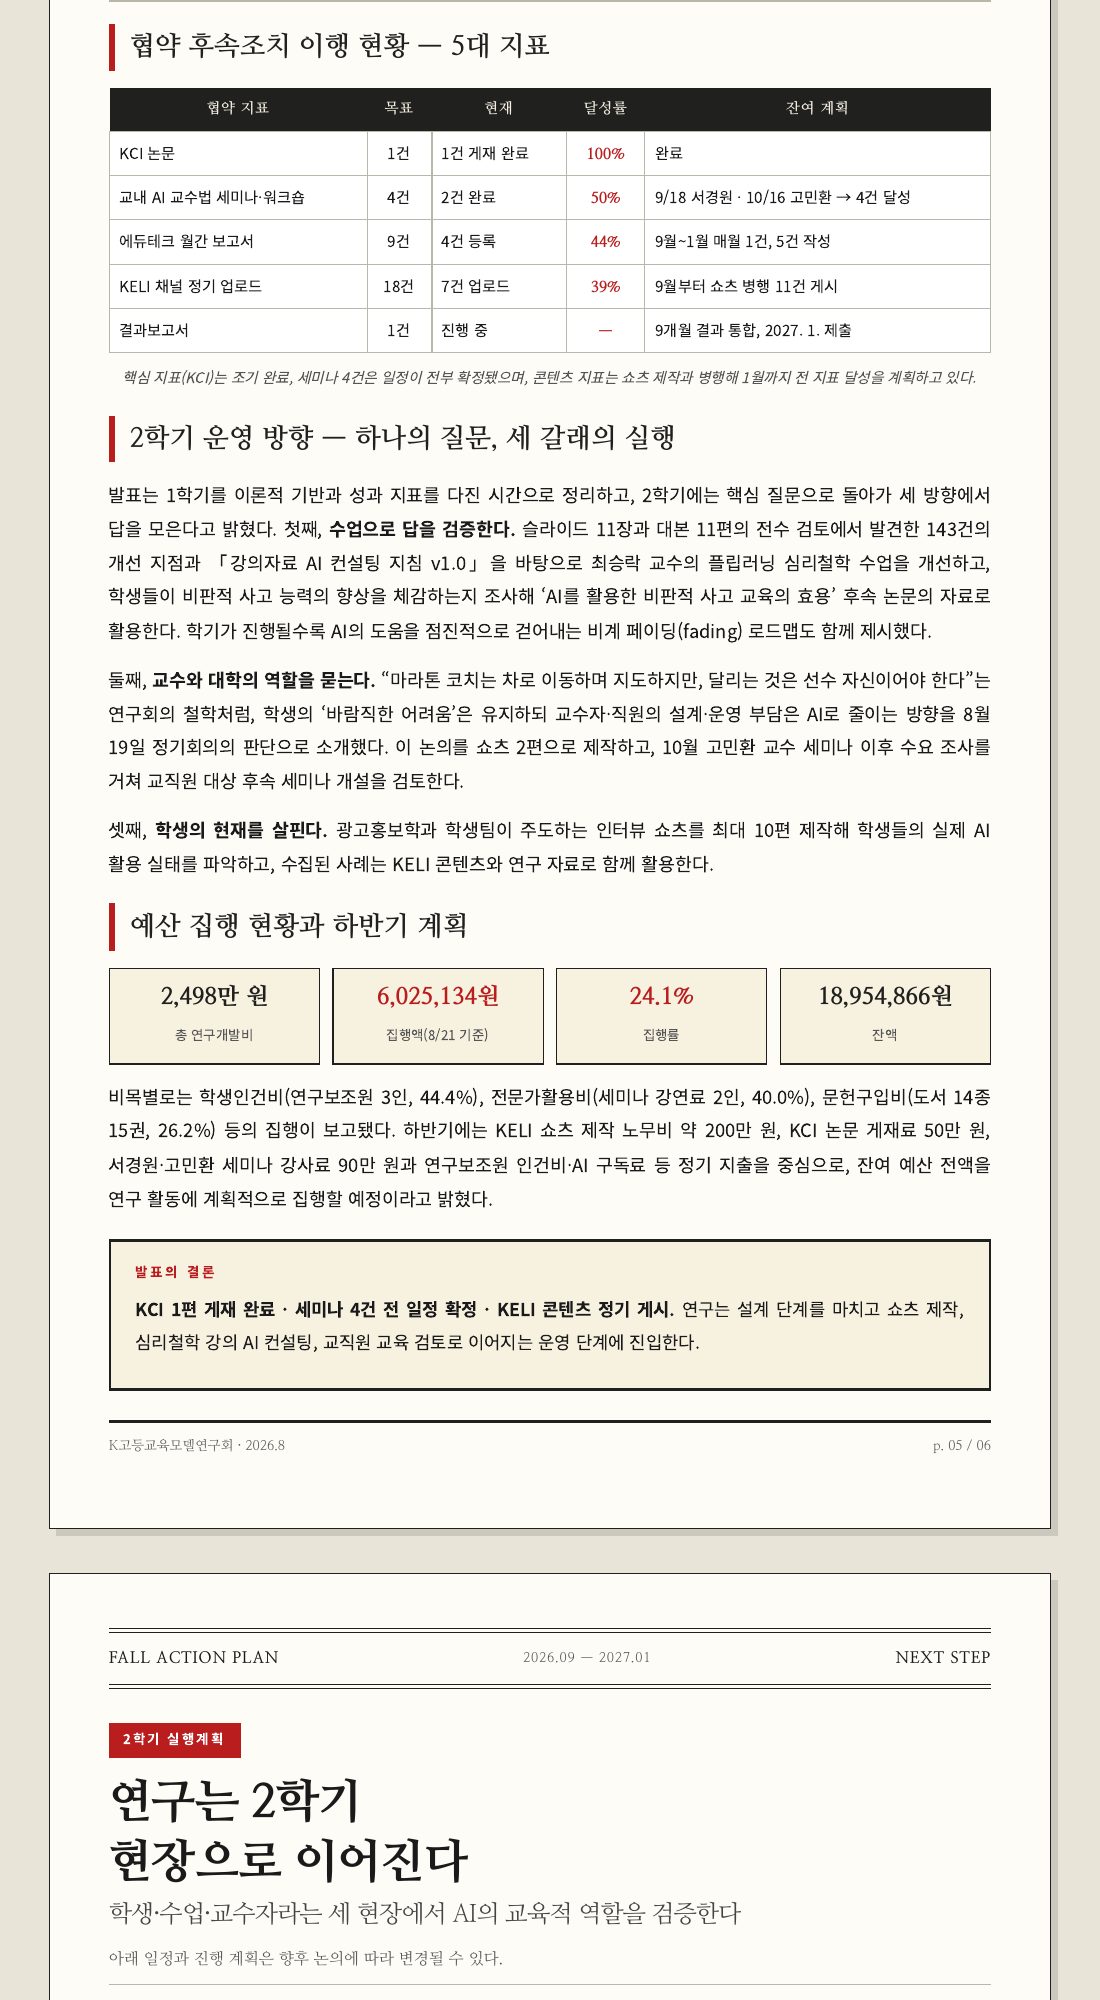 협약 후속조치 이행 현황 — 5대 지표
협약 지표 목표 현재 달성률 잔여 계획
KCI 논문 1건 1건 게재 완료 100% 완료
교내 AI 교수법 세미나·워크숍 4건 2건 완료 50% 9/18 서경원 · 10/16 고민환 → 4건 달성
에듀테크 월간 보고서 9건 4건 등록 44% 9월~1월 매월 1건, 5건 작성
KELI 채널 정기 업로드 18건 7건 업로드 39% 9월부터 쇼츠 병행 11건 게시
결과보고서 1건 진행 중 — 9개월 결과 통합, 2027. 1. 제출
핵심 지표(KCI)는 조기 완료, 세미나 4건은 일정이 전부 확정됐으며, 콘텐츠 지표는 쇼츠 제작과 병행해 1월까지 전 지표 달성을 계획하고 있다.
2학기 운영 방향 — 하나의 질문, 세 갈래의 실행
발표는 1학기를 이론적 기반과 성과 지표를 다진 시간으로 정리하고, 2학기에는 핵심 질문으로 돌아가 세 방향에서
답을 모은다고 밝혔다. 첫째, 수업으로 답을 검증한다. 슬라이드 11장과 대본 11편의 전수 검토에서 발견한 143건의
개선 지점과 「강의자료 AI 컨설팅 지침 v1.0」을 바탕으로 최승락 교수의 플립러닝 심리철학 수업을 개선하고,
학생들이 비판적 사고 능력의 향상을 체감하는지 조사해 ‘AI를 활용한 비판적 사고 교육의 효용’ 후속 논문의 자료로
활용한다. 학기가 진행될수록 AI의 도움을 점진적으로 걷어내는 비계 페이딩(fading) 로드맵도 함께 제시했다.
둘째, 교수와 대학의 역할을 묻는다. “마라톤 코치는 차로 이동하며 지도하지만, 달리는 것은 선수 자신이어야 한다”는
연구회의 철학처럼, 학생의 ‘바람직한 어려움’은 유지하되 교수자·직원의 설계·운영 부담은 AI로 줄이는 방향을 8월
19일 정기회의의 판단으로 소개했다. 이 논의를 쇼츠 2편으로 제작하고, 10월 고민환 교수 세미나 이후 수요 조사를
거쳐 교직원 대상 후속 세미나 개설을 검토한다.
셋째, 학생의 현재를 살핀다. 광고홍보학과 학생팀이 주도하는 인터뷰 쇼츠를 최대 10편 제작해 학생들의 실제 AI
활용 실태를 파악하고, 수집된 사례는 KELI 콘텐츠와 연구 자료로 함께 활용한다.
예산 집행 현황과 하반기 계획
2,498만 원 6,025,134원 24.1% 18,954,866원
총 연구개발비 집행액(8/21 기준) 집행률 잔액
비목별로는 학생인건비(연구보조원 3인, 44.4%), 전문가활용비(세미나 강연료 2인, 40.0%), 문헌구입비(도서 14종
15권, 26.2%) 등의 집행이 보고됐다. 하반기에는 KELI 쇼츠 제작 노무비 약 200만 원, KCI 논문 게재료 50만 원,
서경원·고민환 세미나 강사료 90만 원과 연구보조원 인건비·AI 구독료 등 정기 지출을 중심으로, 잔여 예산 전액을
연구 활동에 계획적으로 집행할 예정이라고 밝혔다.
발표의 결론
KCI 1편 게재 완료 · 세미나 4건 전 일정 확정 · KELI 콘텐츠 정기 게시. 연구는 설계 단계를 마치고 쇼츠 제작,
심리철학 강의 AI 컨설팅, 교직원 교육 검토로 이어지는 운영 단계에 진입한다.
K고등교육모델연구회 · 2026.8 p. 05 / 06
FALL ACTION PLAN 2026.09 — 2027.01 NEXT STEP
2학기 실행계획
연구는 2학기
현장으로 이어진다
학생·수업·교수자라는 세 현장에서 AI의 교육적 역할을 검증한다
아래 일정과 진행 계획은 향후 논의에 따라 변경될 수 있다.